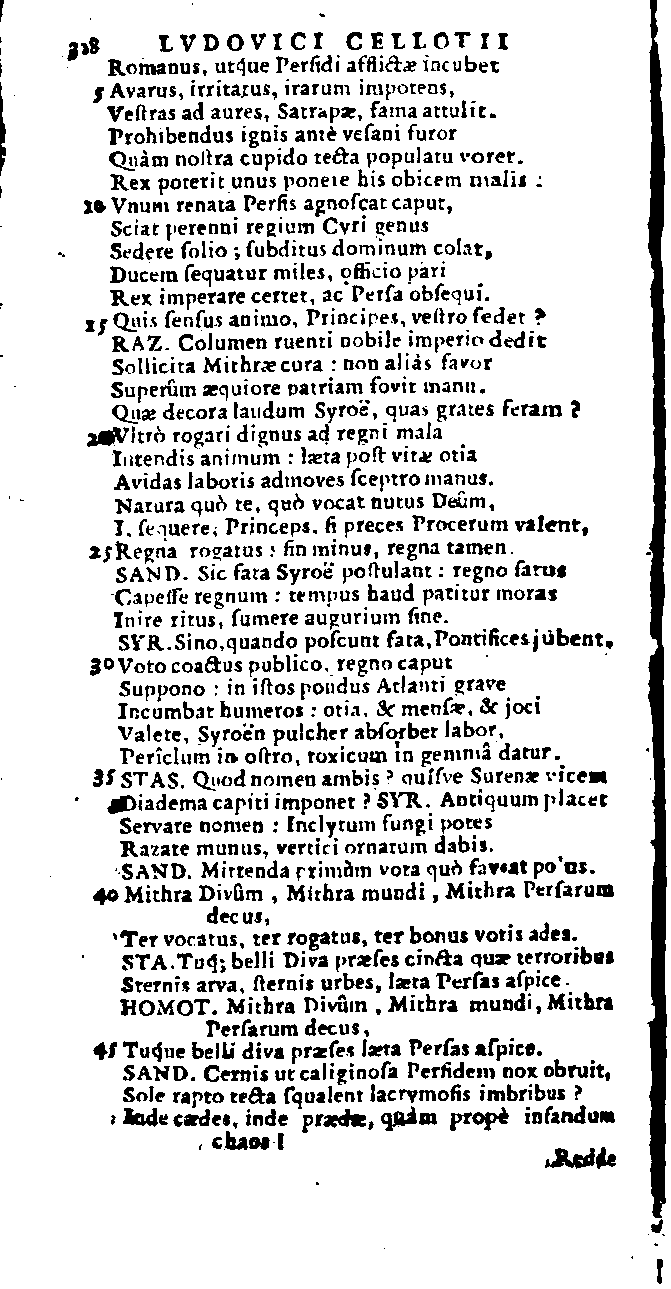 328 LVDOVICI CELLOTII
Romanus, utque Perſidi afflictæ incubet
5 Avarus, irritatus, irarum impotens,
Veſtras ad aures, Satrapæ, fama attulit.
Prohibendus ignis antè veſani furor
Quàm noſtra cupido tecta populatu voret.
Rex poterit unus ponere his obicem malis :
10 Vnum renata Perſis agnoſcat caput,
Sciat perenni regium Cyri genus
Sedere ſolio ; ſubditus dominum colat,
Ducem ſequatur miles, officio pari
Rex imperare certet, ac Perſa obſequi.
15 Quis ſenſus animo, Principes, veſtro ſedet ?
RAZ. Columen ruenti nobile imperio dedit
Sollicita Mithræ cura : non aliàs favor
Superûm æquiore patriam fovit manu.
Quæ decora laudum Syroë, quas grates feram ?
20 Vltrò rogari dignus ad regni mala
Intendis animum : læta poſt vitæ otia
Avidas laboris admoves ſceptro manus.
Natura quò te, quò vocat nutus Deûm,
I, ſequere; Princeps, ſi preces Procerum valent,
25 Regna rogatus : ſin minus, regna tamen.
SAND. Sic fata Syroë poſtulant : regno ſatus
Capeſſe regnum : tempus haud patitur moras
Inire ritus, ſumere augurium ſine.
SYR. Sino, quando poſcunt fata, Pontifices jubent,
30 Voto coactus publico, regno caput
Suppono : in iſtos pondus Atlanti grave
Incumbat humeros : otia, & menſæ, & joci
Valete, Syroën pulcher abſorbet labor,
Perîclum in oſtro, toxicum in gemmâ datur.
35 STAS. Quod nomen ambis ? quiſve Surenæ vicem
Diadema capiti imponet ? SYR. Antiquum placet
Servare nomen : Inclytum fungi potes
Razate munus, vertici ornatum dabis.
SAND. Mittenda primùm vota quò faveat polus.
40 Mithra Divûm , Mithra mundi , Mithra Perſarum
decus,
Ter vocatus, ter rogatus, ter bonus votis ades.
STA. Tuq; belli Diva præſes cincta quæ terroribus
Sternis arva, ſternis urbes, læta Perſas aſpice.
HOMOT. Mithra Divûm , Mithra mundi, Mithra
Perſarum decus,
45 Tuque belli diva præſes læta Perſas aſpice.
SAND. Cernis ut caliginoſa Perſidem nox obruit,
Sole rapto tecta ſqualent lacrymoſis imbribus ?
Inde cædes, inde prædæ, quàm propè infandum
chaos !
Redde